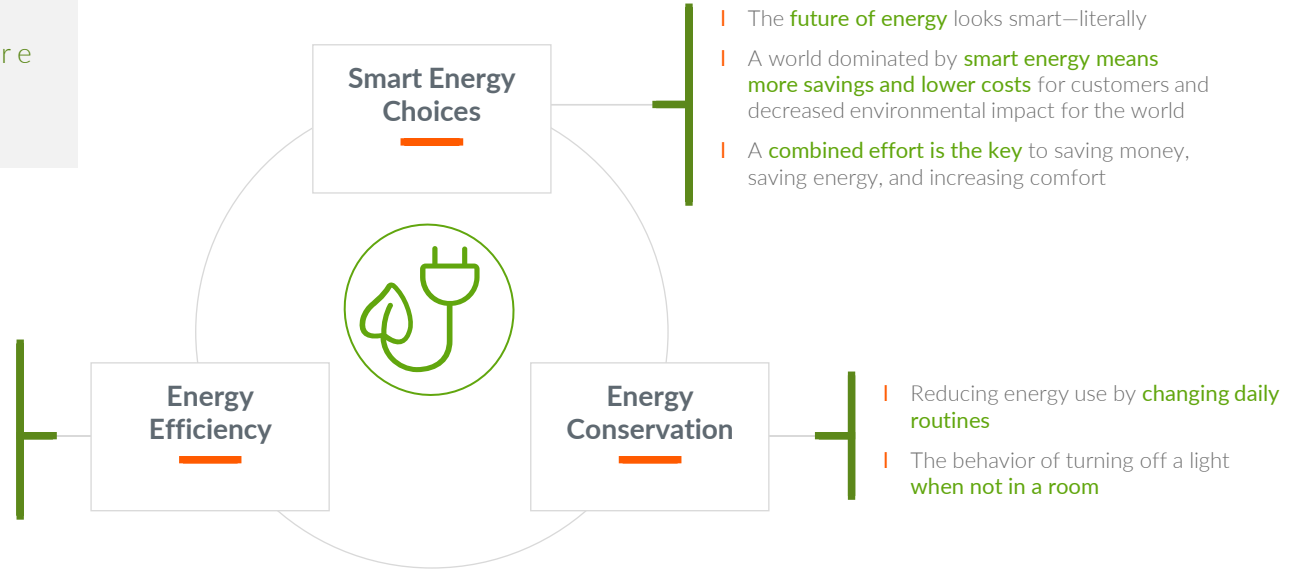 re
Smart Energy
Choices
The future of energy looks smart—literally
A world dominated by smart energy means
more savings and lower costs for customers and
decreased environmental impact for the world
A combined effort is the key to saving money,
saving energy, and increasing comfort
Energy
Efficiency
Energy
Conservation
Reducing energy use by changing daily
routines
The behavior of turning off a light
when not in a room